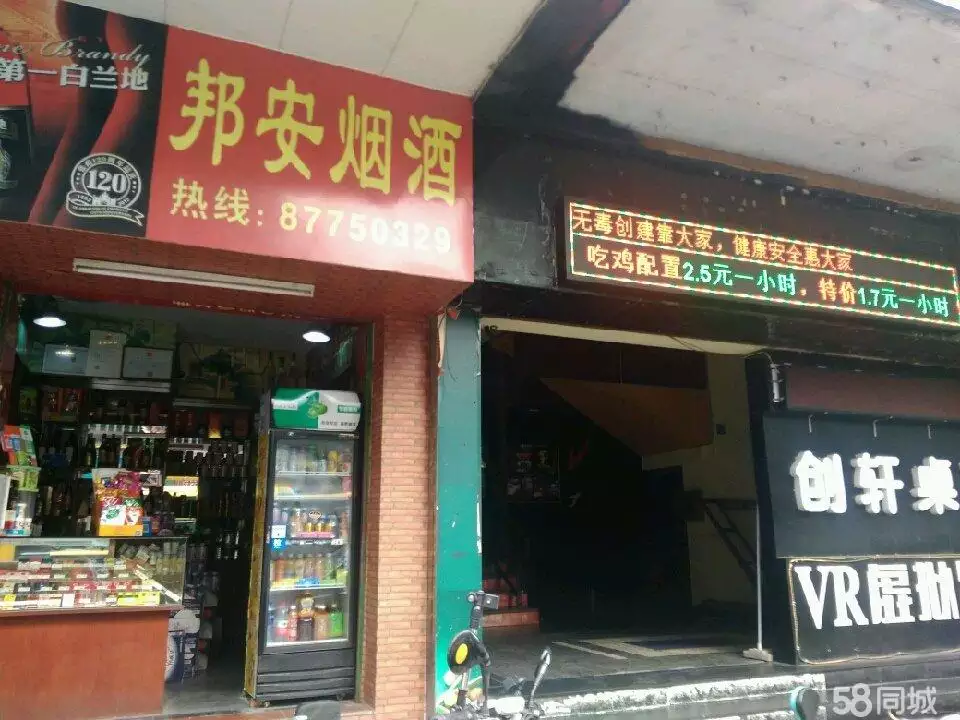 ne Brandy
第一白兰地
120
邦安烟酒
热线：87750329
无毒创建靠大家，健康安全惠大家
吃鸡配置2.5元一小时，特价1.7元一小时
创轩桌
VR虚拟
58同城